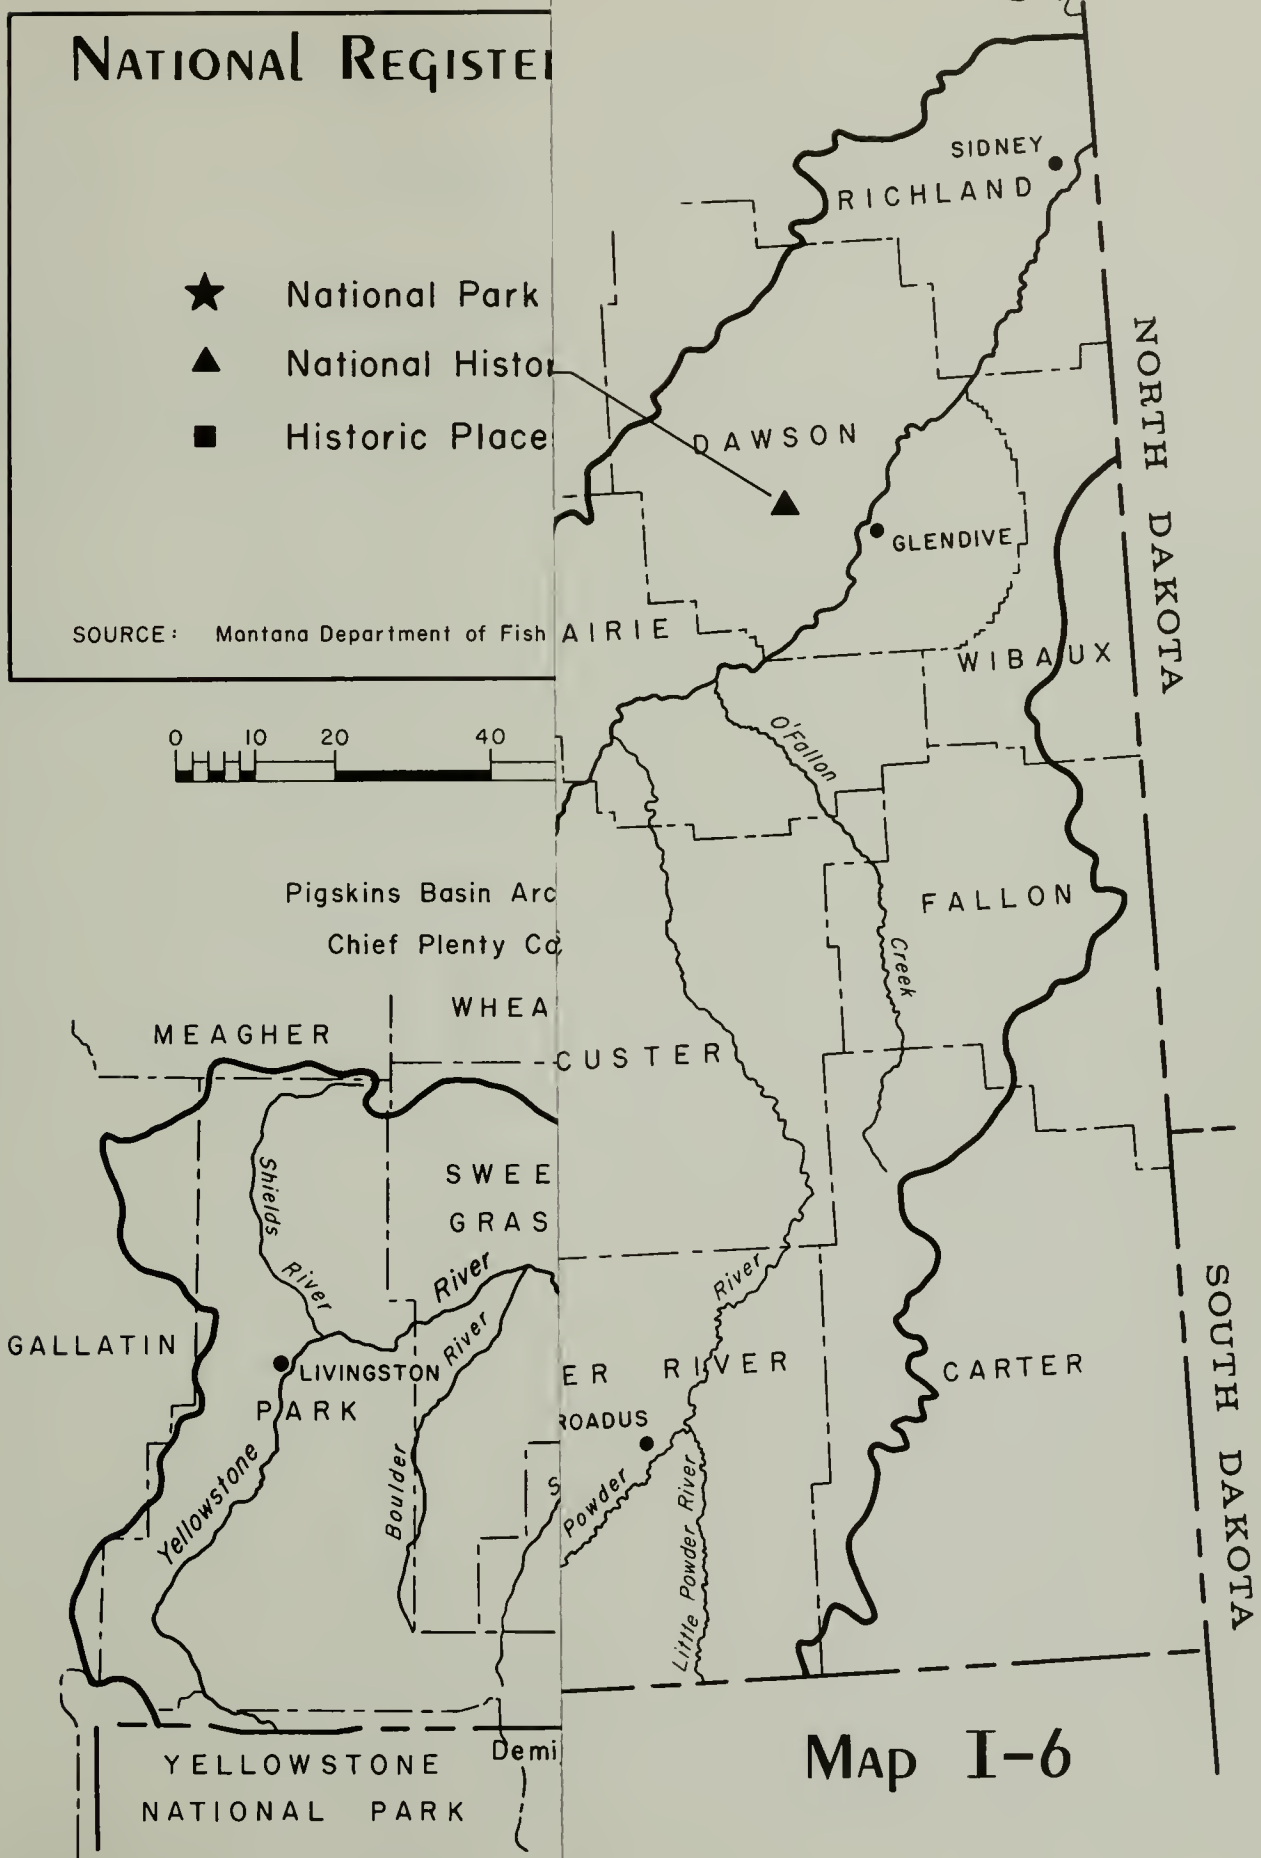 NATIONAL REGISTE
National Park
National Histo
Historic Place
SOURCE: Montana Department of Fish
0 10 20 40
Pigskins Basin Arc
Chief Plenty Co
WHEA
MEAGHER
SWEE
GRAS
Shields
River
River
River
GALLATIN
LIVINGSTON
PARK
Yellowstone
Boulder
YELLOWSTONE
NATIONAL PARK
Demi
SIDNEY
RICHLAND
NORTH DAKOTA
DAWSON
GLENDIVE
AIRIE
WIBAUX
O'Fallon
FALLON
Creek
CUSTER
River
SOUTH DAKOTA
ER RIVER
CARTER
ROADUS
Powder
Little Powder River
MAP I-6